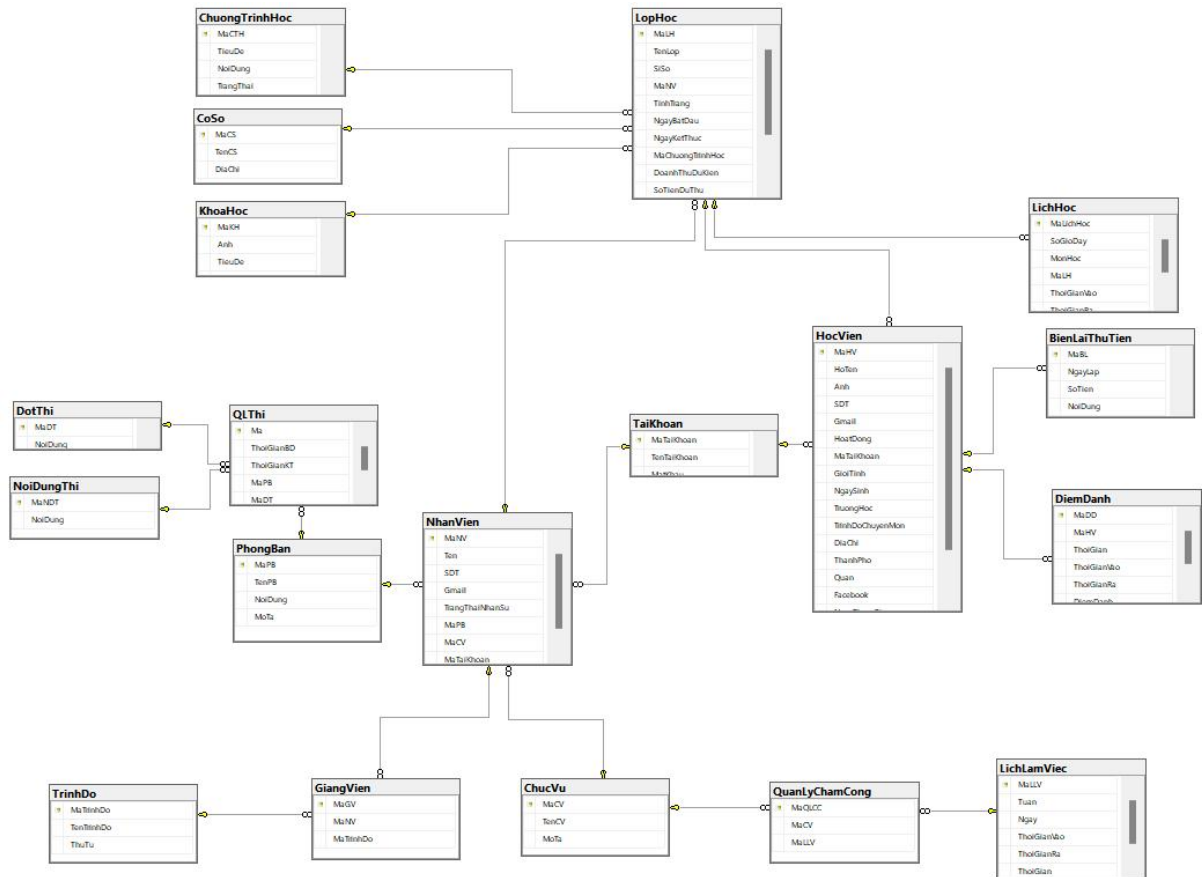 ChuongTrinhHoc
MaCTH
TieuDe
NoiDung
TrangThai
LopHoc
MaLH
TenLop
SiSo
MaNV
TinhTrang
NgayBatDau
NgayKetThuc
MaChuongTrinhHoc
DoanhThuDuKien
SoTienDuThu
CoSo
MaCS
TenCS
DiaChi
KhoaHoc
MaKH
Anh
TieuDe
LichHoc
MaLichHoc
SoGioDay
MonHoc
MaLH
ThoiGianVao
ThoiGianRa
HocVien
MaHV
HoTen
Anh
SDT
Gmail
HoatDong
MaTaiKhoan
GioiTinh
NgaySinh
TruongHoc
TrinhDoChuyenMon
DiaChi
ThanhPho
Quan
Facebook
BienLaiThuTien
MaBL
NgayLap
SoTien
NoiDung
DotThi
MaDT
NoiDung
QLThi
Ma
ThoiGianBD
ThoiGianKT
MaPB
MaDT
TaiKhoan
MaTaiKhoan
TenTaiKhoan
MatKhau
NoiDungThi
MaNDT
NoiDung
DiemDanh
MaDD
MaHV
ThoiGian
ThoiGianVao
ThoiGianRa
DiemDanh
NhanVien
MaNV
Ten
SDT
Gmail
TrangThaiNhanSu
MaPB
MaCV
MaTaiKhoan
PhongBan
MaPB
TenPB
NoiDung
MoTa
TrinhDo
MaTrinhDo
TenTrinhDo
ThuTu
GiangVien
MaGV
MaNV
MaTrinhDo
ChucVu
MaCV
TenCV
MoTa
QuanLyChamCong
MaQLCC
MaCV
MaLLV
LichLamViec
MaLLV
Tuan
Ngay
ThoiGianVao
ThoiGianRa
ThoiGian